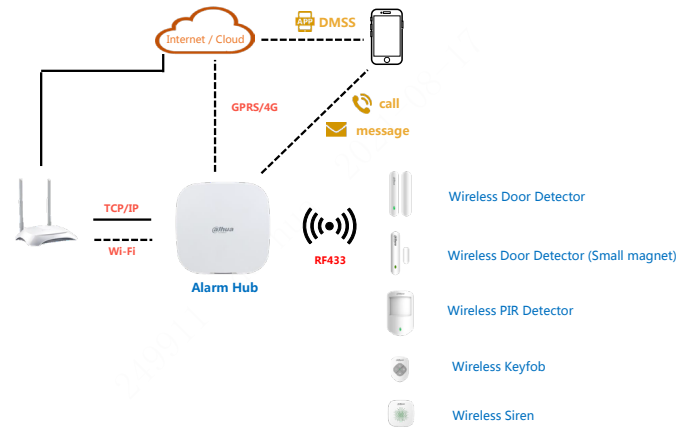 APP DMSS
Internet / Cloud
GPRS/4G
call
message
TCP/IP
Wi-Fi
alhua
RF433
Alarm Hub
Wireless Door Detector
Wireless Door Detector (Small magnet)
Wireless PIR Detector
Wireless Keyfob
Wireless Siren